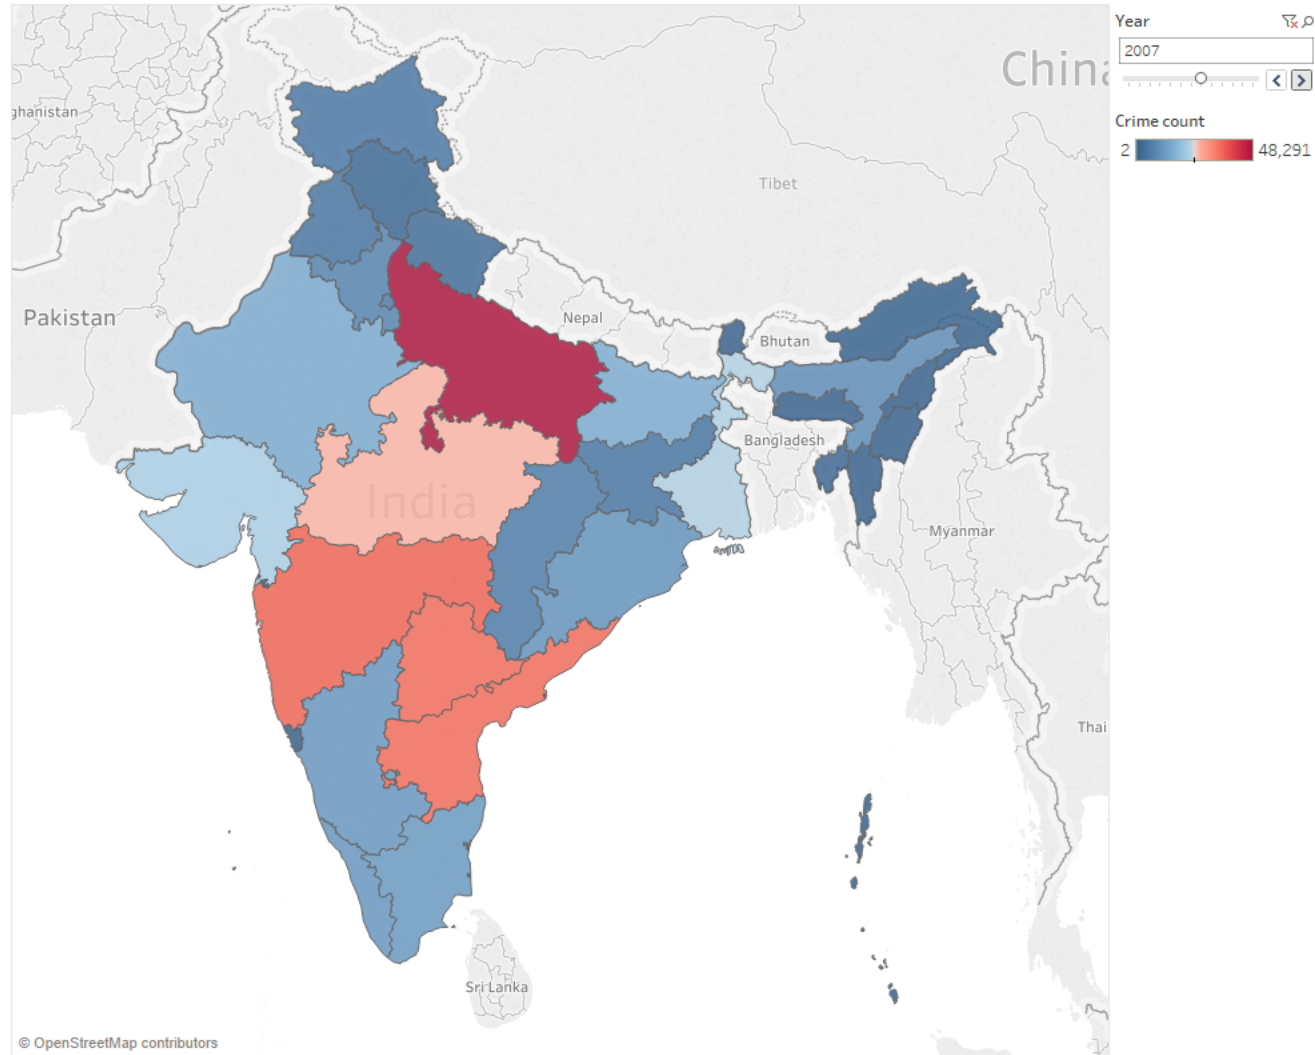 Year
2007
Crime count
2
48,291
China
ghanistan
Tibet
Pakistan
Nepal
Bhutan
Bangladesh
India
Myanmar
Thai
Sri Lanka
© OpenStreetMap contributors